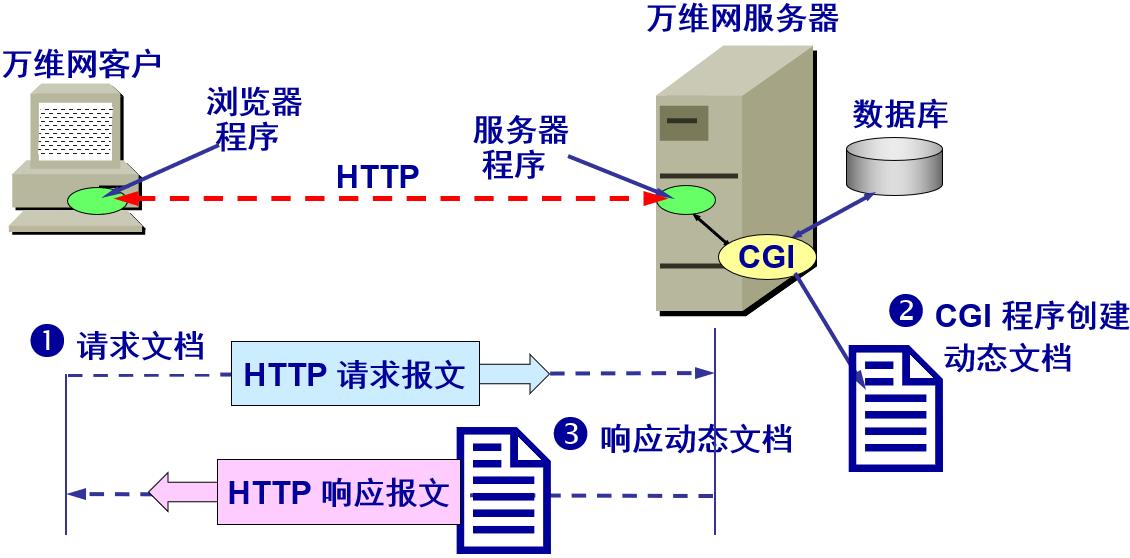 万维网服务器
万维网客户
浏览器
程序
服务器
程序
数据库
HTTP
CGI
❷ CGI 程序创建
动态文档
❶ 请求文档
HTTP 请求报文
❸ 响应动态文档
HTTP 响应报文